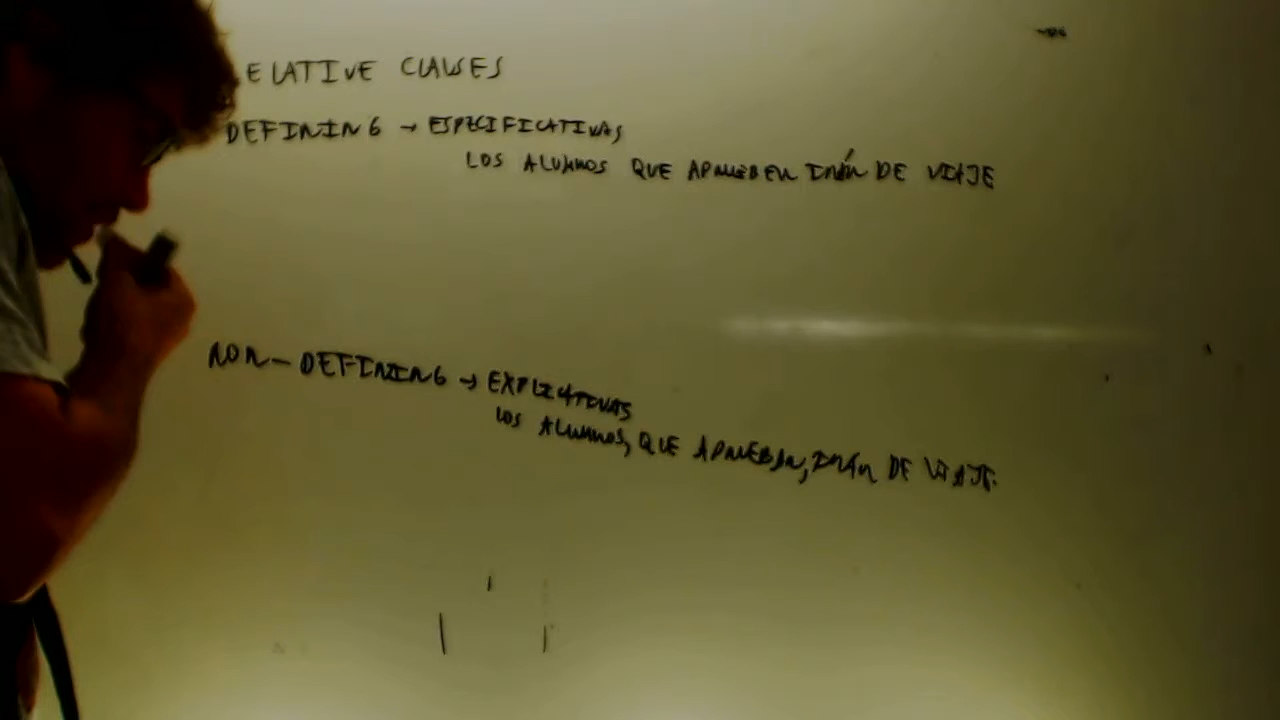 ELATIVE CLAUSES
DEFINING → ESPECIFICATIVAS
LOS ALUMNOS QUE APRUEBEN IRÁN DE VIAJE
NON-DEFINING → EXPLICATIVAS
LOS ALUMNOS, QUE APRUEBAN, IRÁN DE VIAJE.